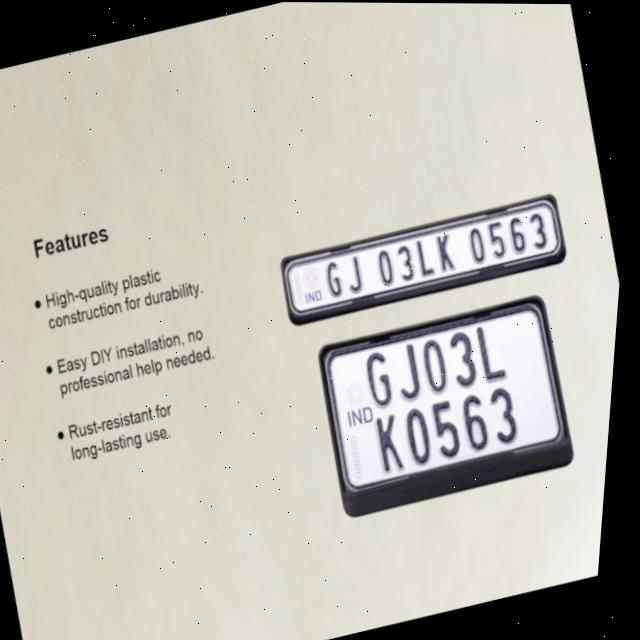 Features
• High-quality plastic
construction for durability.
• Easy DIY installation, no
professional help needed.
• Rust-resistant for
long-lasting use.
GJ 03LK 0563
IND
GJ03L
IND
K0563